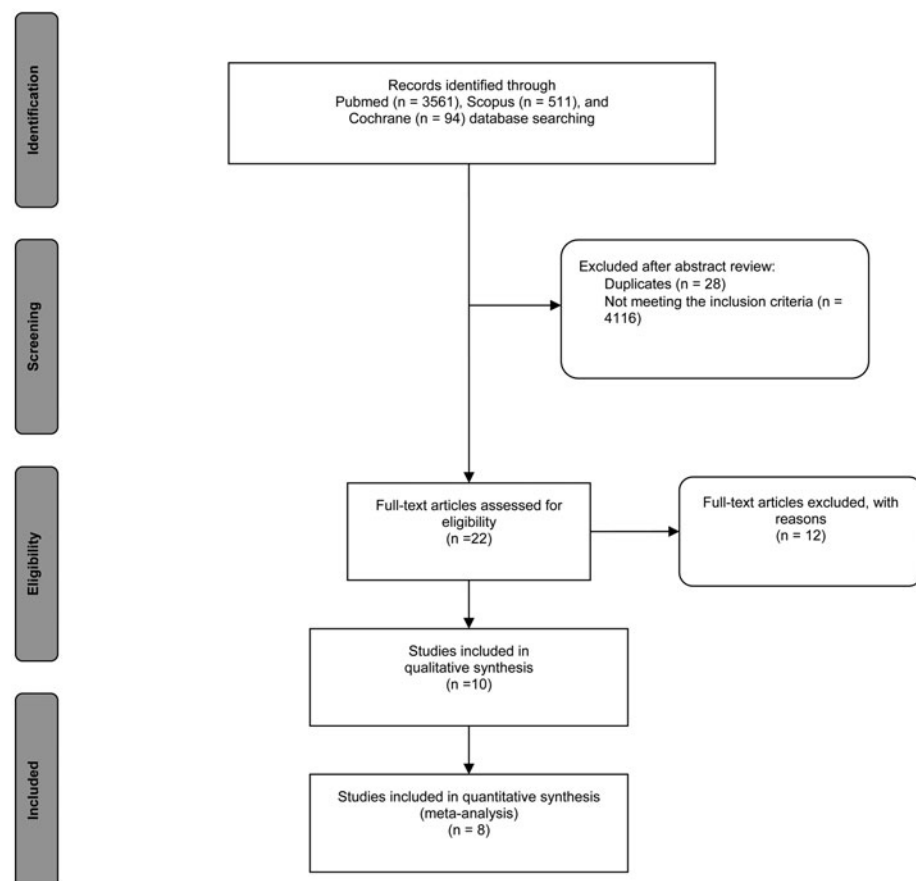 Identification
Records identified through
Pubmed (n = 3561), Scopus (n = 511), and
Cochrane (n = 94) database searching
Screening
Excluded after abstract review:
Duplicates (n = 28)
Not meeting the inclusion criteria (n =
4116)
Eligibility
Full-text articles assessed for
eligibility
(n =22)
Full-text articles excluded, with
reasons
(n = 12)
Studies included in
qualitative synthesis
(n =10)
Included
Studies included in quantitative synthesis
(meta-analysis)
(n = 8)